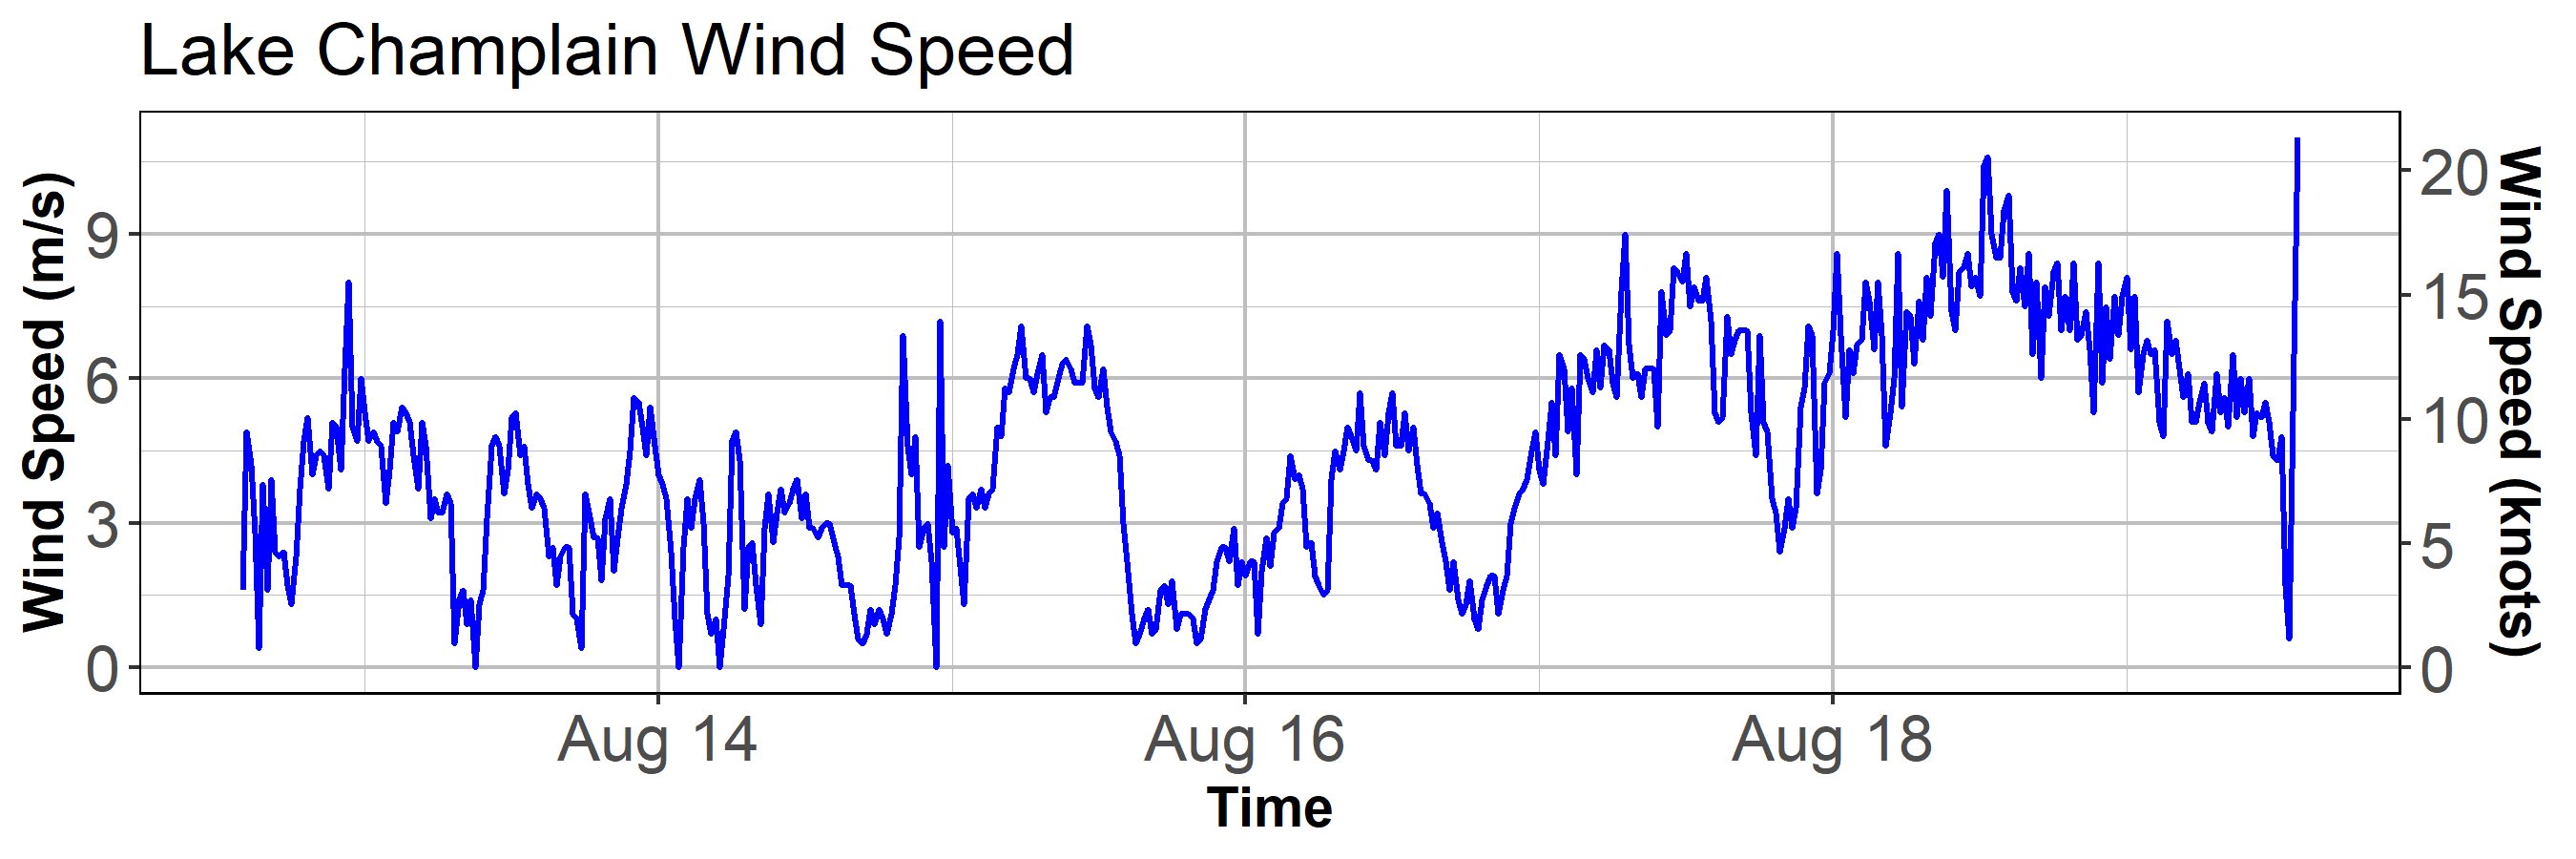 Lake Champlain Wind Speed
Wind Speed (m/s)
9
6
3
0
20
15
10
5
0
Wind Speed (knots)
Aug 14
Aug 16
Aug 18
Time